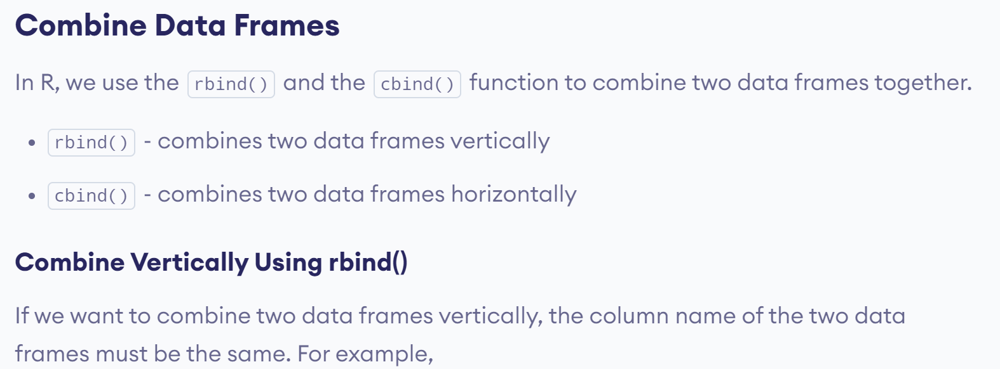 Combine Data Frames
In R, we use the rbind() and the cbind() function to combine two data frames together.
• rbind() - combines two data frames vertically
• cbind() - combines two data frames horizontally
Combine Vertically Using rbind()
If we want to combine two data frames vertically, the column name of the two data
frames must be the same. For example,